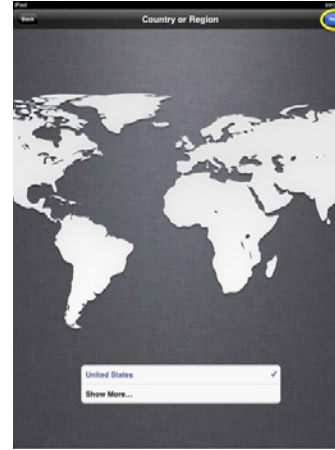 iPad
Back
Country or Region
United States
Show More...